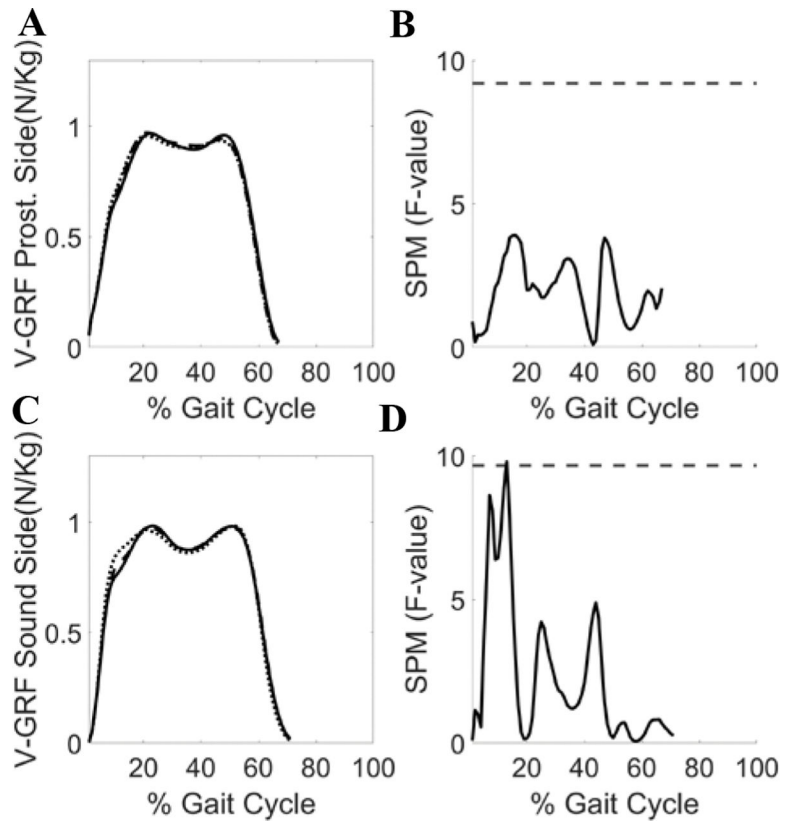 A
V-GRF Prost. Side(N/Kg)
1
0.5
0
20 40 60 80 100
% Gait Cycle
B
SPM (F-value)
10
5
0
20 40 60 80 100
% Gait Cycle
C
V-GRF Sound Side(N/Kg)
1
0.5
0
20 40 60 80 100
% Gait Cycle
D
SPM (F-value)
10
5
0
20 40 60 80 100
% Gait Cycle